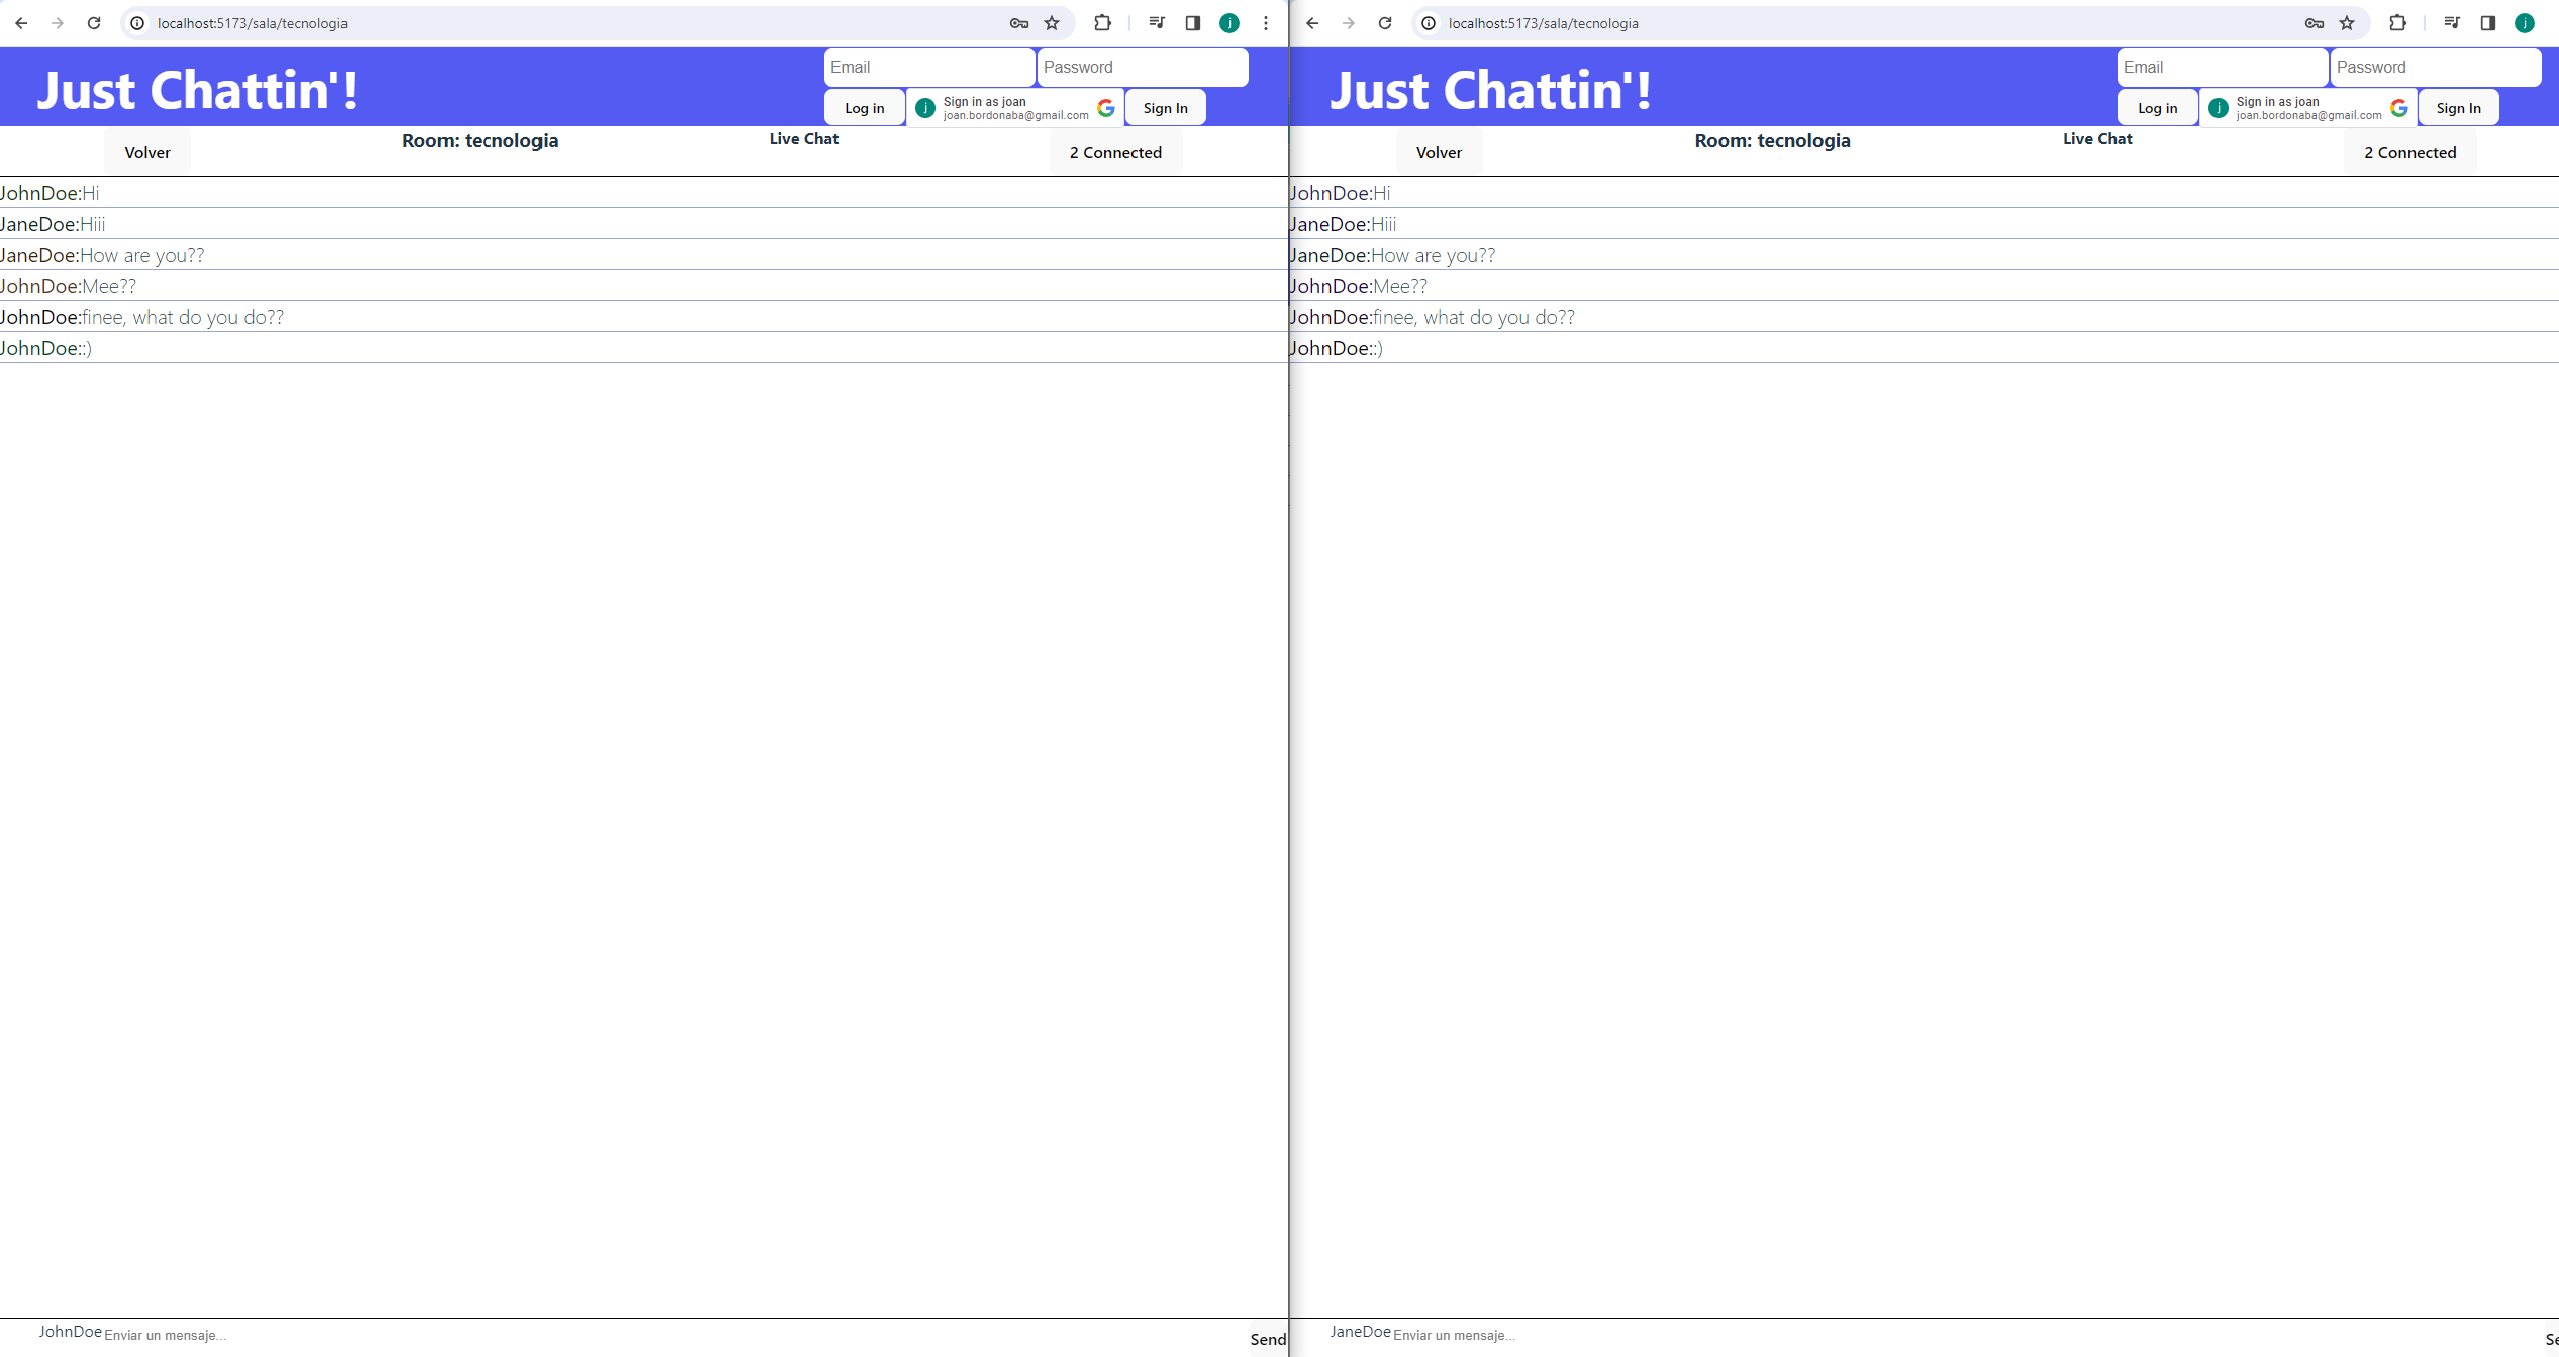 localhost:5173/sala/tecnologia
Just Chattin'!
Email Password
Log in j Sign in as joan Sign In
joan.bordonaba@gmail.com
Volver Room: tecnologia Live Chat 2 Connected
JohnDoe:Hi
JaneDoe:Hiii
JaneDoe:How are you??
JohnDoe:Mee??
JohnDoe:finee, what do you do??
JohnDoe::)
JohnDoe Enviar un mensaje... Send
localhost:5173/sala/tecnologia
Just Chattin'!
Email Password
Log in j Sign in as joan Sign In
joan.bordonaba@gmail.com
Volver Room: tecnologia Live Chat 2 Connected
JohnDoe:Hi
JaneDoe:Hiii
JaneDoe:How are you??
JohnDoe:Mee??
JohnDoe:finee, what do you do??
JohnDoe::)
JaneDoe Enviar un mensaje... Se